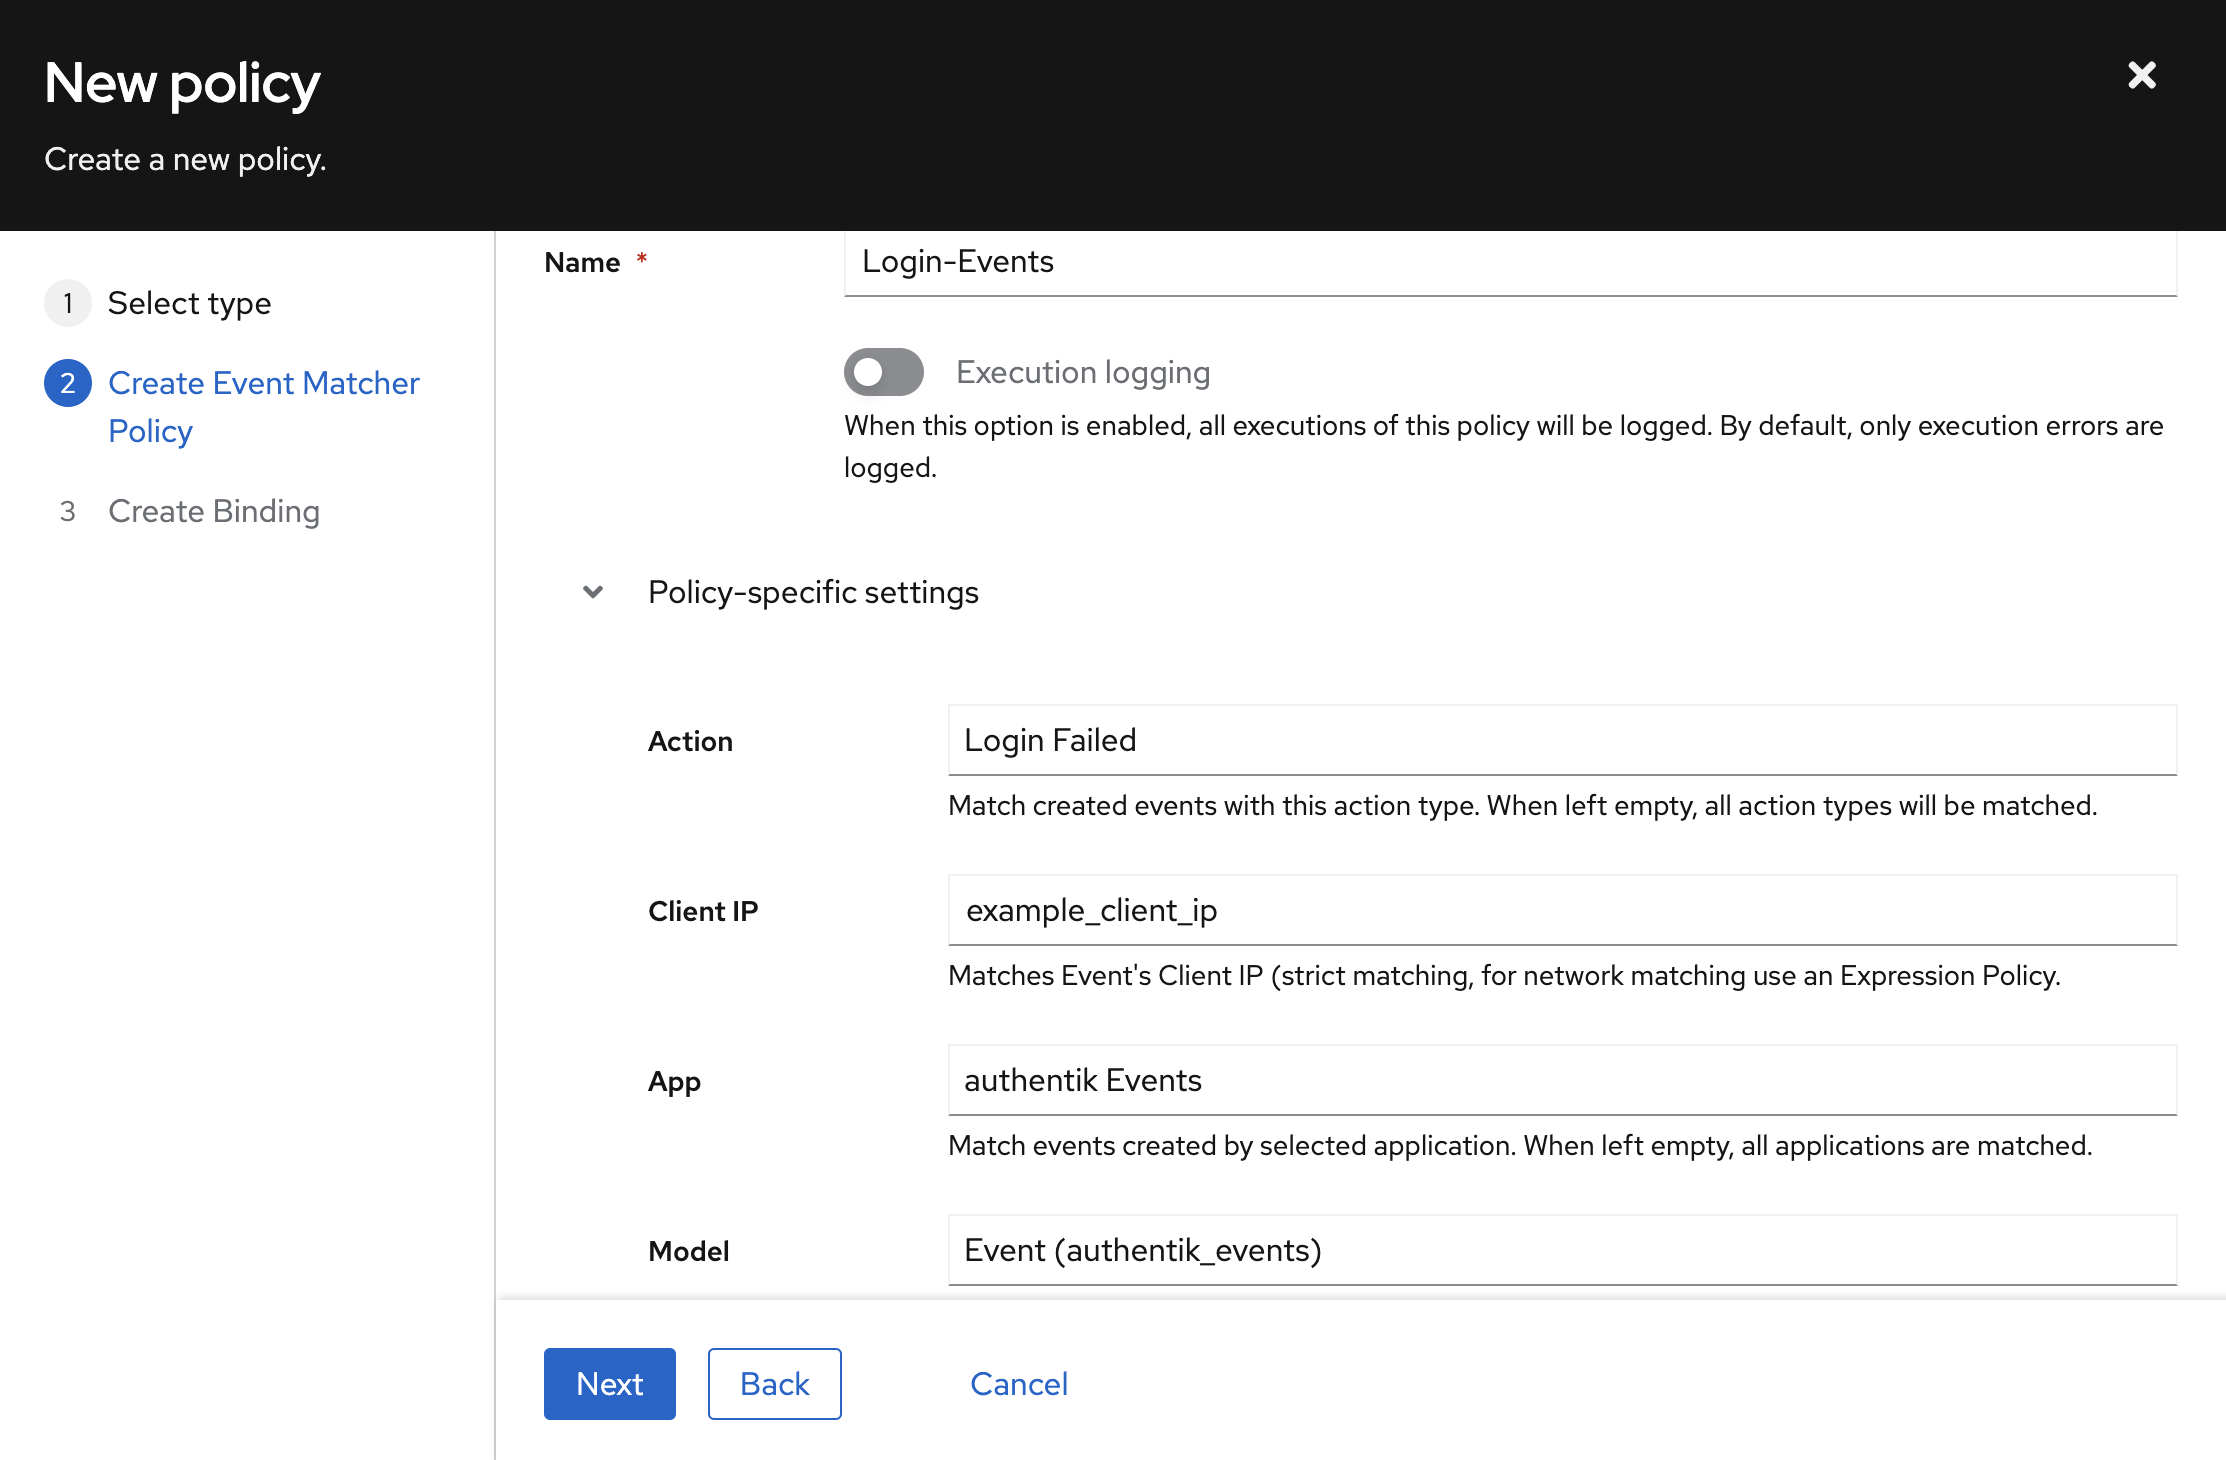 New policy
Create a new policy.
1 Select type
2 Create Event Matcher
Policy
3 Create Binding
Name *
Login-Events
Execution logging
When this option is enabled, all executions of this policy will be logged. By default, only execution errors are
logged.
Policy-specific settings
Action
Login Failed
Match created events with this action type. When left empty, all action types will be matched.
Client IP
example_client_ip
Matches Event's Client IP (strict matching, for network matching use an Expression Policy.
App
authentik Events
Match events created by selected application. When left empty, all applications are matched.
Model
Event (authentik_events)
Next
Back
Cancel